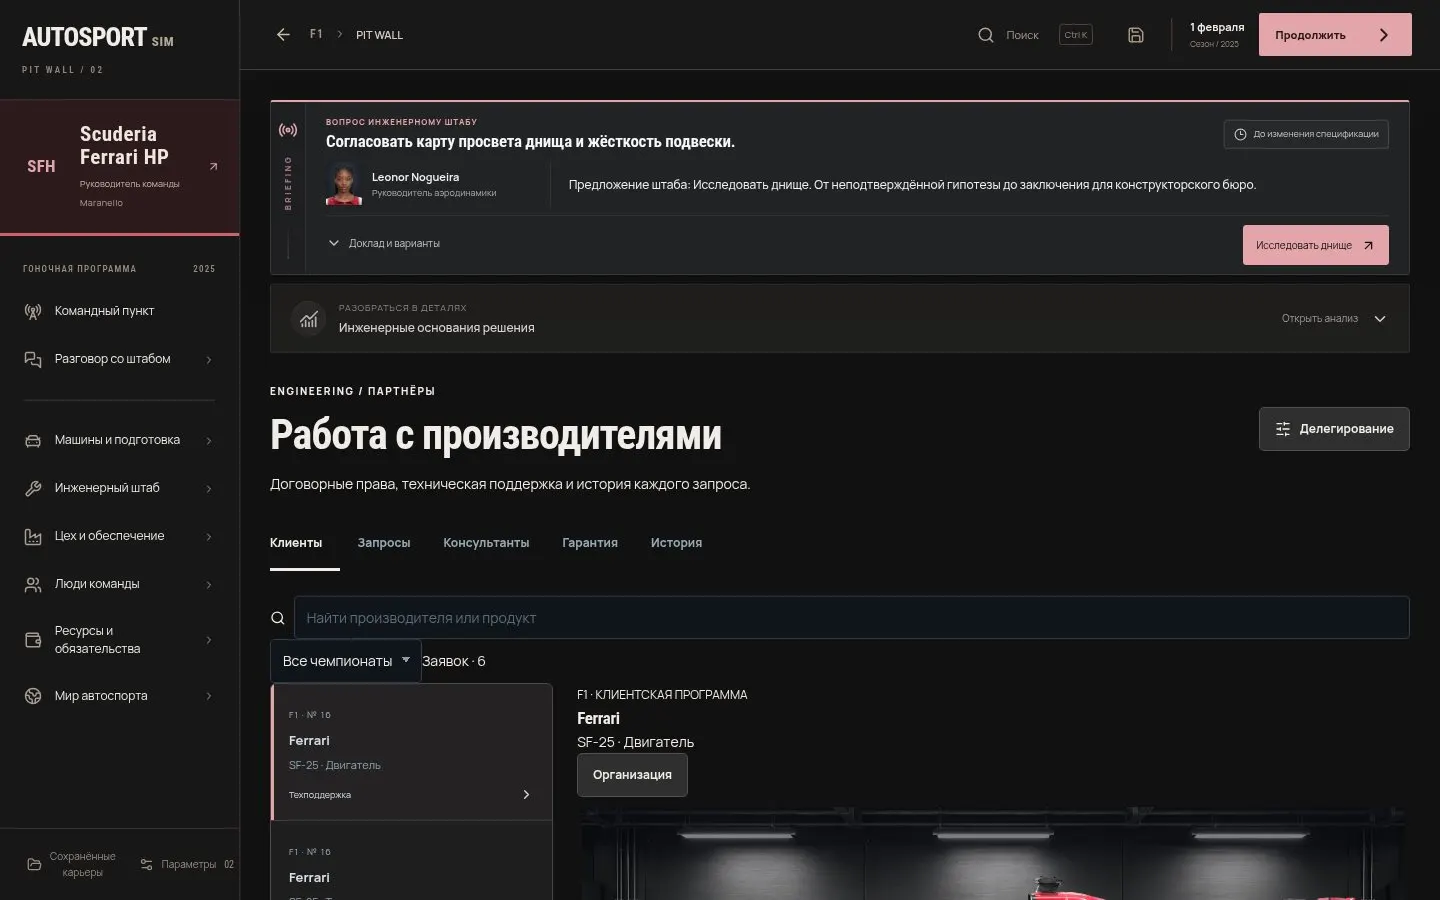 AUTOSPORT SIM
PIT WALL / 02
SFH
Scuderia
Ferrari HP
Руководитель команды
Maranello
ГОНОЧНАЯ ПРОГРАММА 2025
Командный пункт
Разговор со штабом
Машины и подготовка
Инженерный штаб
Цех и обеспечение
Люди команды
Ресурсы и
обязательства
Мир автоспорта
Сохранённые
карьеры
Параметры 02
F1 PIT WALL
Поиск Ctrl K
1 февраля
Сезон / 2025
Продолжить
BRIEFING
ВОПРОС ИНЖЕНЕРНОМУ ШТАБУ
Согласовать карту просвета днища и жёсткость подвески.
До изменения спецификации
Leonor Nogueira
Руководитель аэродинамики
Предложение штаба: Исследовать днище. От неподтверждённой гипотезы до заключения для конструкторского бюро.
Доклад и варианты
Исследовать днище
РАЗОБРАТЬСЯ В ДЕТАЛЯХ
Инженерные основания решения
Открыть анализ
ENGINEERING / ПАРТНЁРЫ
Работа с производителями
Делегирование
Договорные права, техническая поддержка и история каждого запроса.
Клиенты Запросы Консультанты Гарантия История
Найти производителя или продукт
Все чемпионаты Заявок · 6
F1 · № 16
Ferrari
SF-25 · Двигатель
Техподдержка
F1 · № 16
Ferrari
F1 · КЛИЕНТСКАЯ ПРОГРАММА
Ferrari
SF-25 · Двигатель
Организация